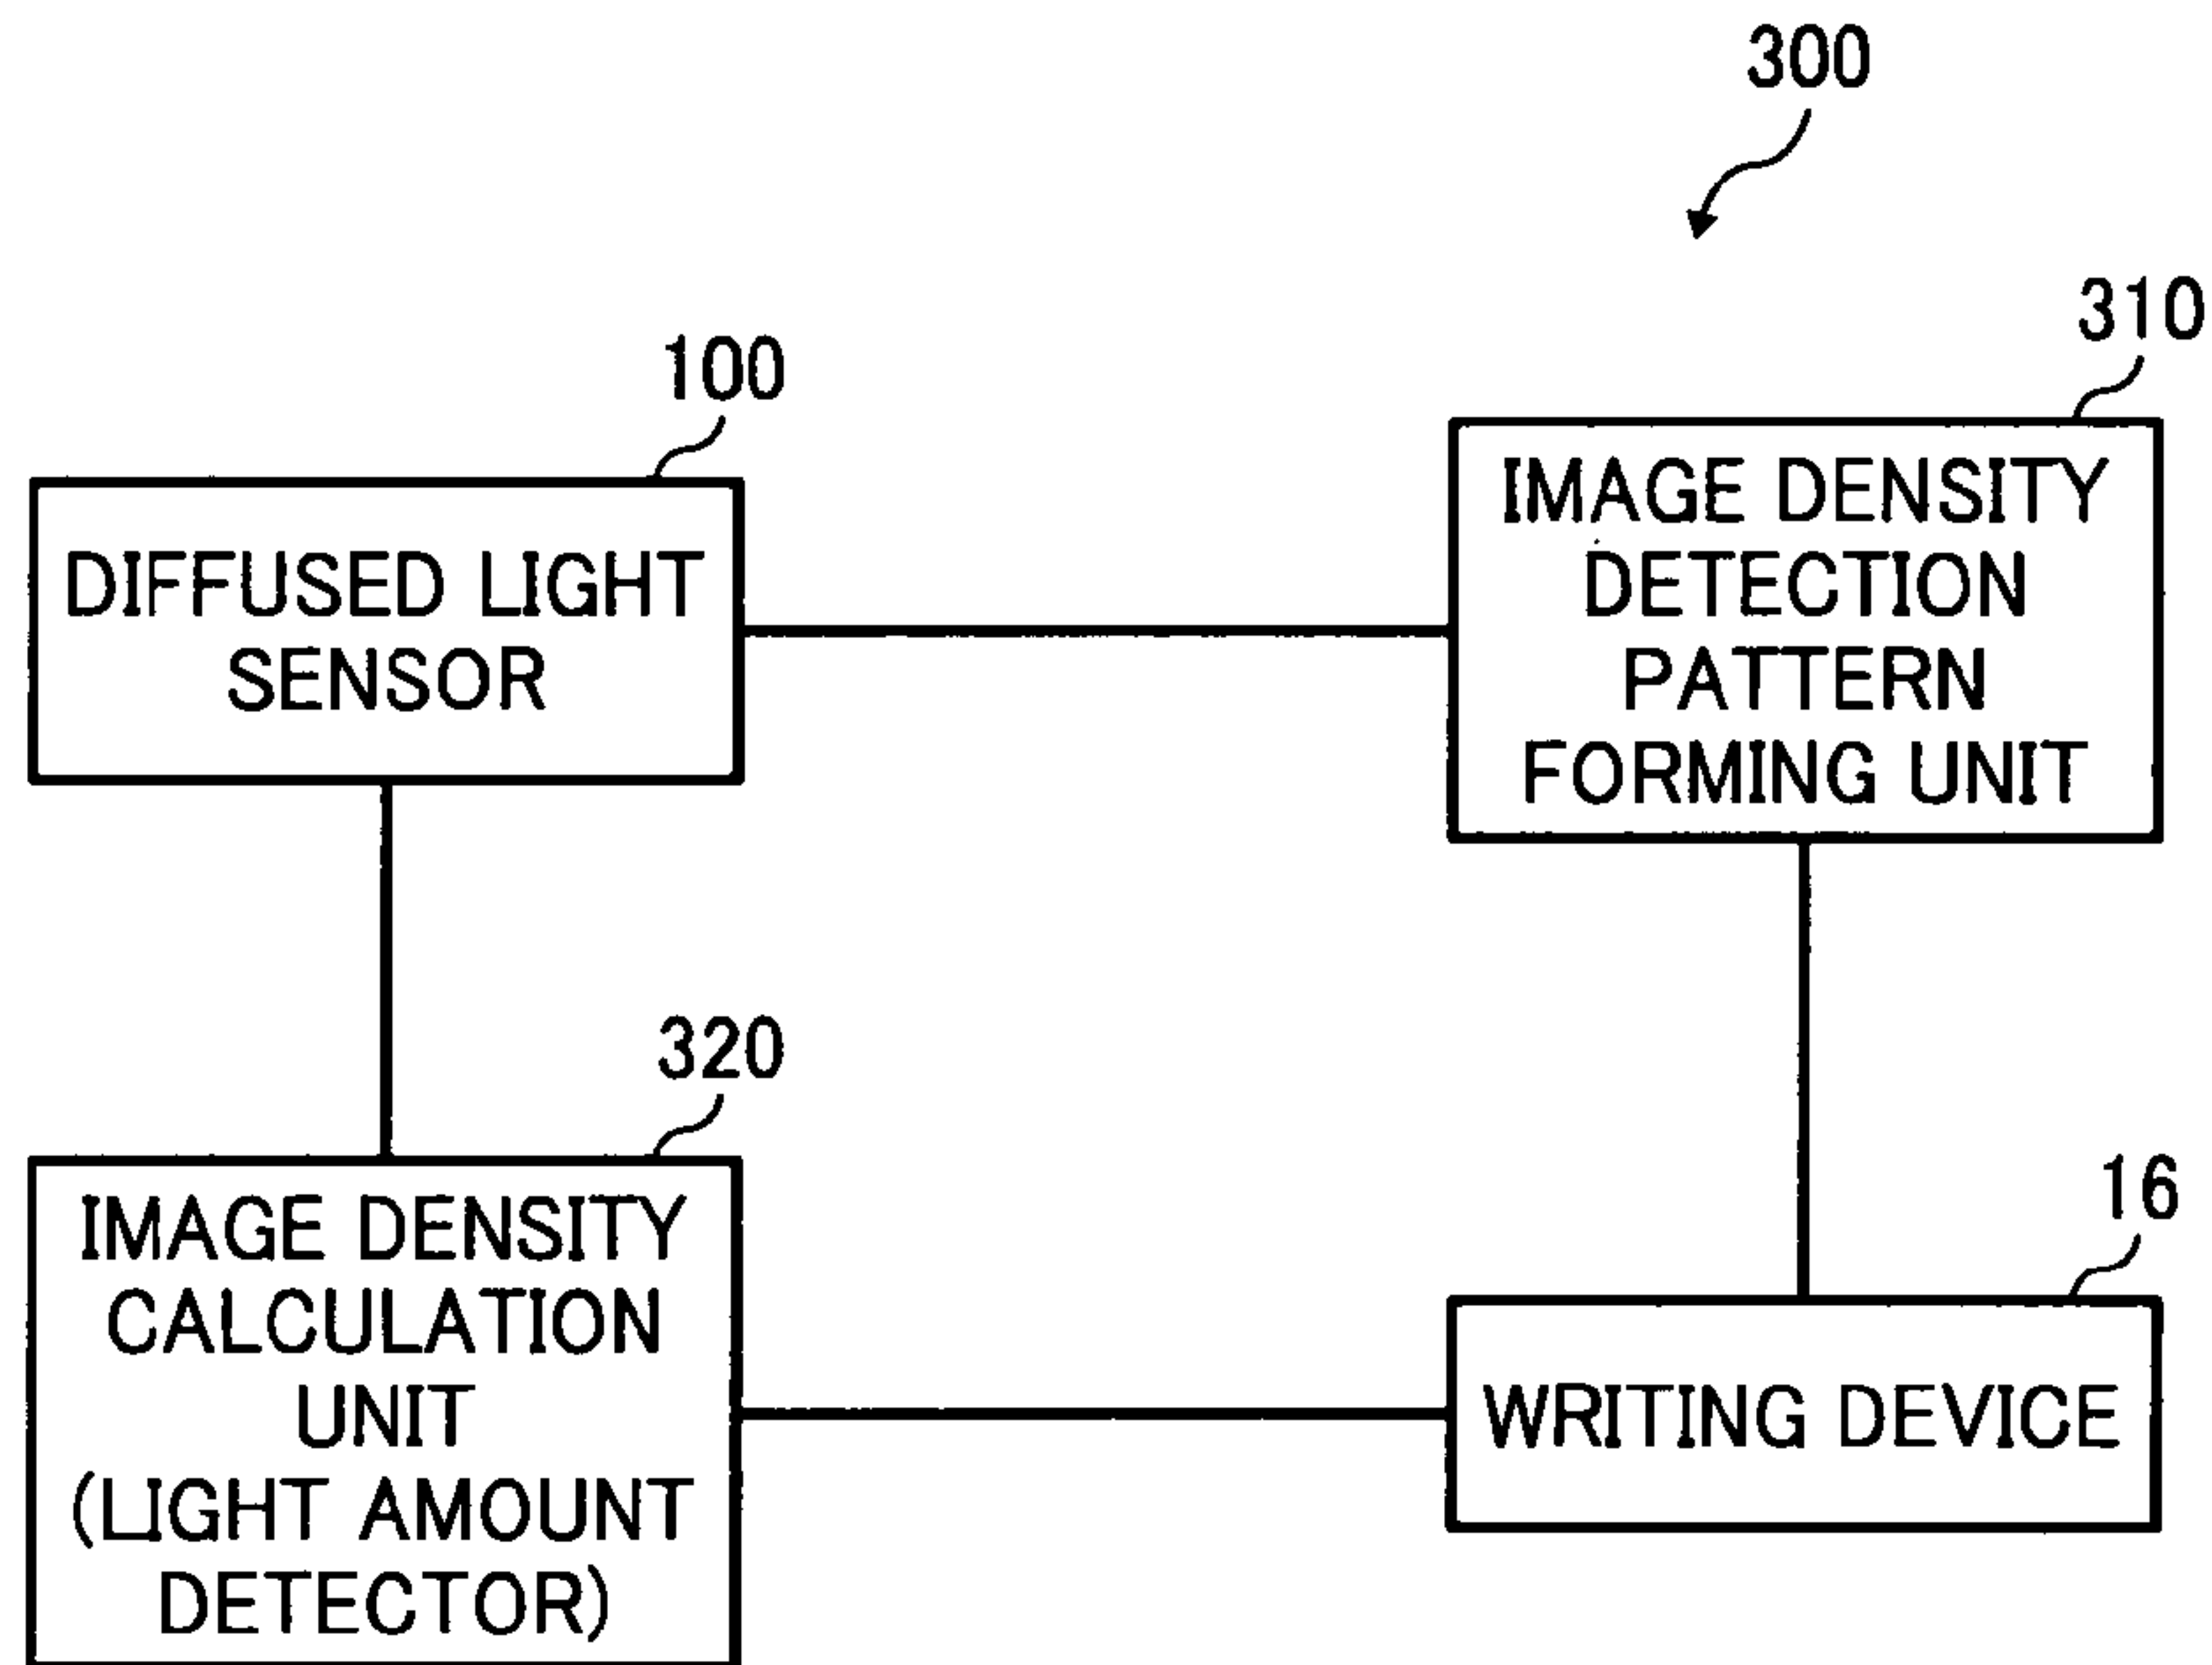 300
100
DIFFUSED LIGHT
SENSOR
310
IMAGE DENSITY
DETECTION
PATTERN
FORMING UNIT
320
IMAGE DENSITY
CALCULATION
UNIT
(LIGHT AMOUNT
DETECTOR)
16
WRITING DEVICE